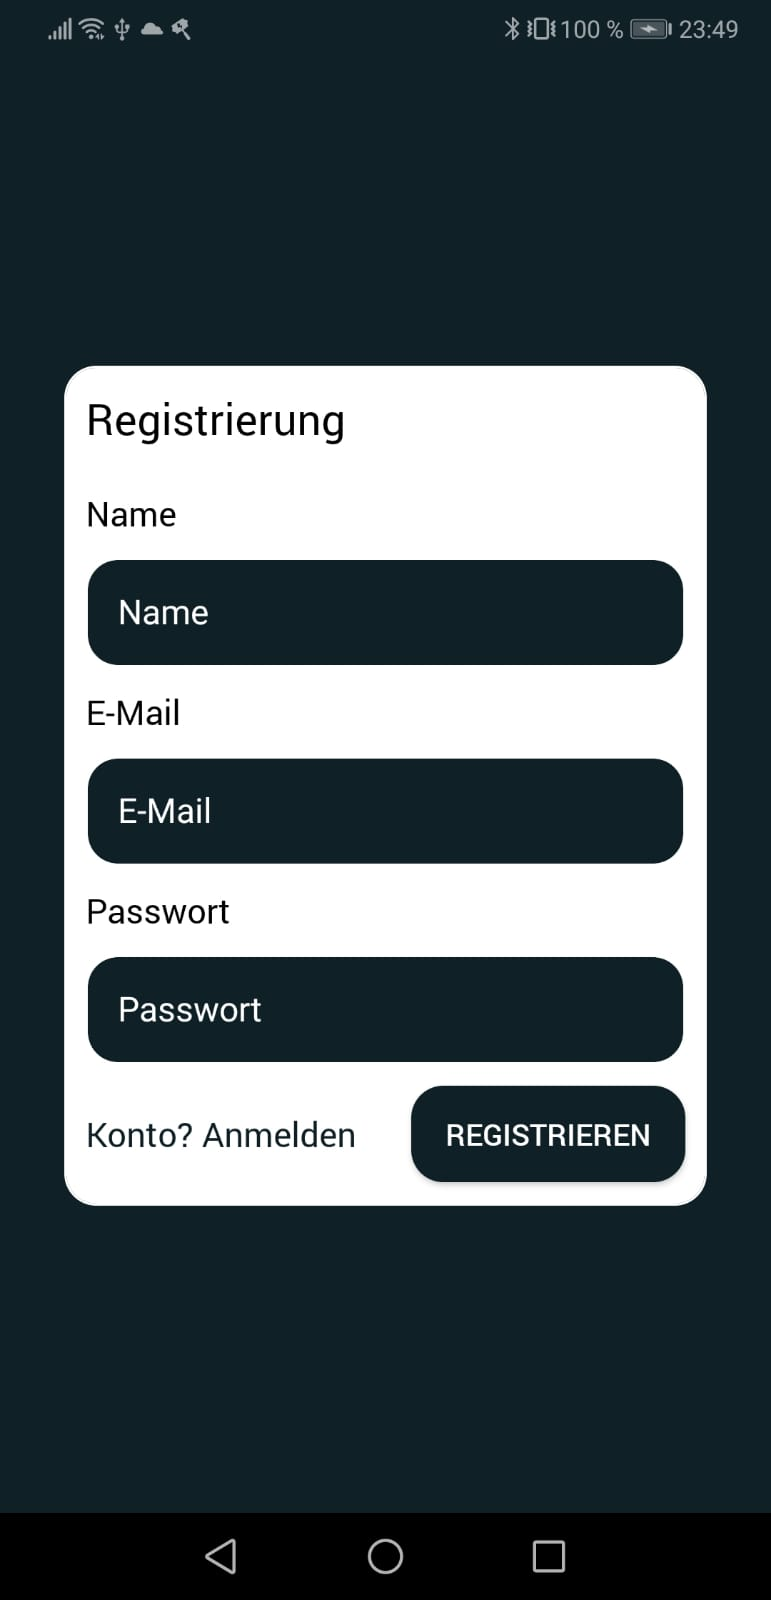 100 % 23:49
Registrierung
Name
Name
E-Mail
E-Mail
Passwort
Passwort
Konto? Anmelden
REGISTRIEREN